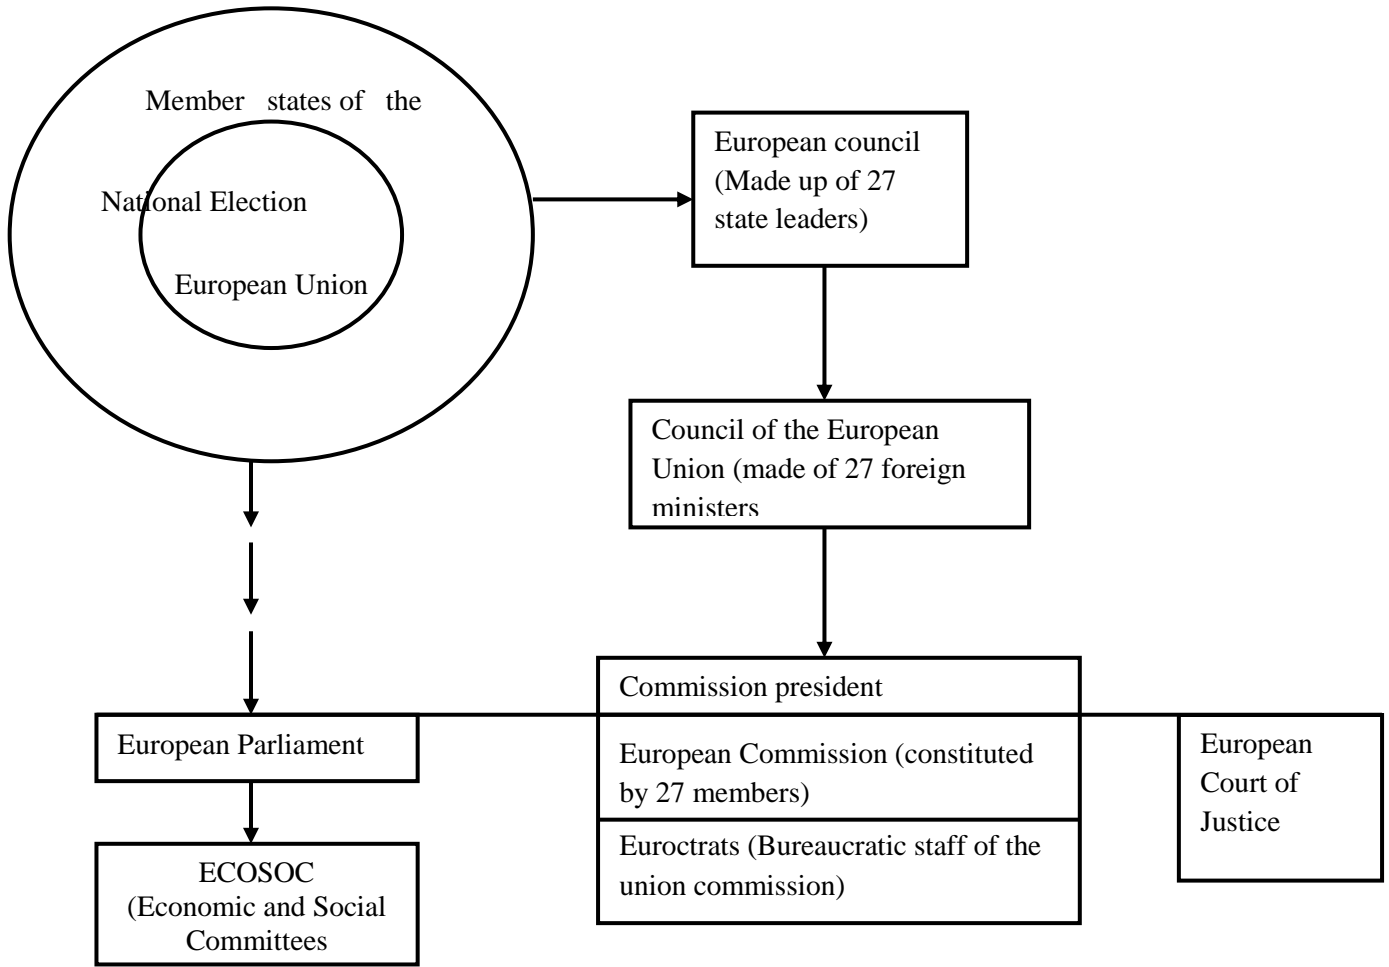 Member states of the
National Election
European Union
European council
(Made up of 27
state leaders)
Council of the European
Union (made of 27 foreign
ministers
Commission president
European Commission (constituted
by 27 members)
Euroctrats (Bureaucratic staff of the
union commission)
European Parliament
ECOSOC
(Economic and Social
Committees
European
Court of
Justice